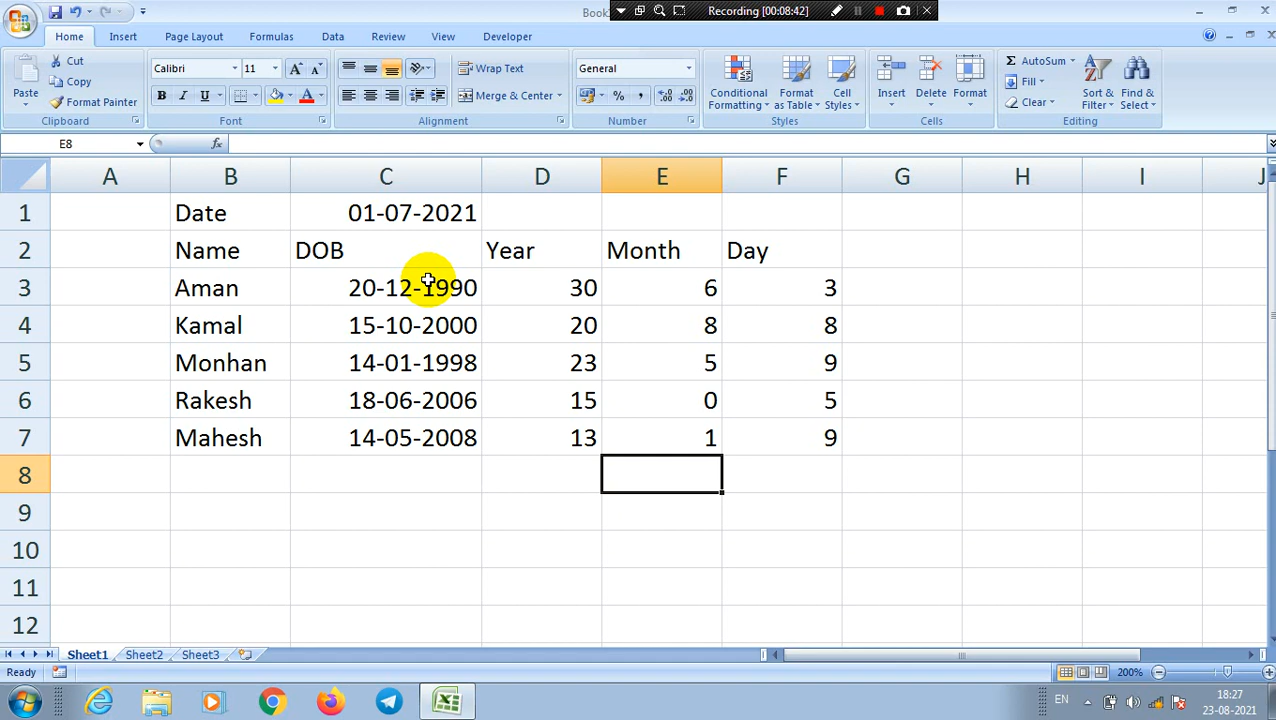 Book
Recording [00:08:42]
Home Insert Page Layout Formulas Data Review View Developer
Paste Cut Copy Format Painter
Calibri 11
Wrap Text
Merge & Center
General
Conditional Formatting
Format as Table
Cell Styles
Insert Delete Format
AutoSum
Fill
Clear
Sort & Filter
Find & Select
Clipboard Font Alignment Number Styles Cells Editing
E8 fx
A B C D E F G H I J
1 Date 01-07-2021
2 Name DOB Year Month Day
3 Aman 20-12-1990 30 6 3
4 Kamal 15-10-2000 20 8 8
5 Monhan 14-01-1998 23 5 9
6 Rakesh 18-06-2006 15 0 5
7 Mahesh 14-05-2008 13 1 9
8
9
10
11
12
Sheet1 Sheet2 Sheet3
Ready 200%
EN 18:27
23-08-2021